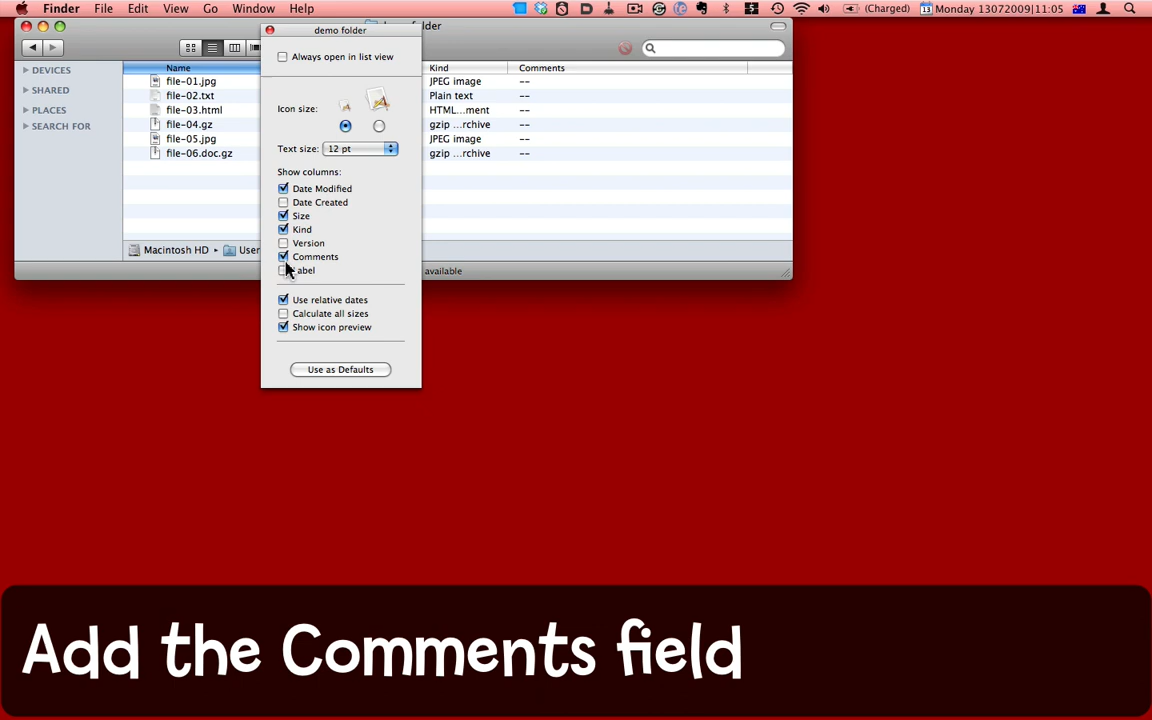 Finder File Edit View Go Window Help (Charged) 13 Monday 13072009|11:05
demo folder
lder
Always open in list view
DEVICES
SHARED
PLACES
SEARCH FOR
Name Kind Comments
file-01.jpg JPEG image --
file-02.txt Plain text --
file-03.html HTML...ment --
file-04.gz gzip ...rchive --
file-05.jpg JPEG image --
file-06.doc.gz gzip ...rchive --
Icon size:
Text size: 12 pt
Show columns:
Date Modified
Date Created
Size
Kind
Version
Comments
abel
Macintosh HD User
available
Use relative dates
Calculate all sizes
Show icon preview
Use as Defaults
Add the Comments field